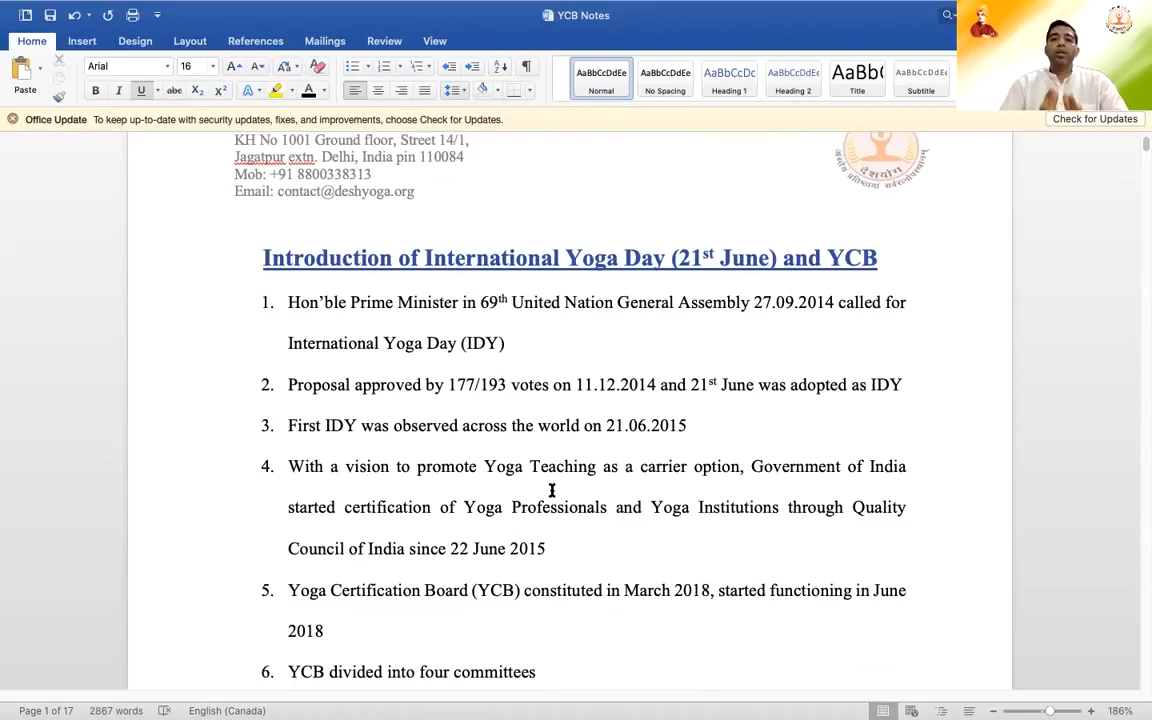 YCB Notes
Home Insert Design Layout References Mailings Review View
Paste
Arial 16
AaBbCcDdEe AaBbCcDdEe AaBbCcDc AaBbCcDdEe AaBb( AaBbCcDdEe
Normal No Spacing Heading 1 Heading 2 Title Subtitle
Office Update To keep up-to-date with security updates, fixes, and improvements, choose Check for Updates. Check for Updates
KH No 1001 Ground floor, Street 14/1,
Jagatpur extn. Delhi, India pin 110084
Mob: +91 8800338313
Email: contact@deshyoga.org
देशयोग
Introduction of International Yoga Day (21st June) and YCB
1. Hon’ble Prime Minister in 69th United Nation General Assembly 27.09.2014 called for
International Yoga Day (IDY)
2. Proposal approved by 177/193 votes on 11.12.2014 and 21st June was adopted as IDY
3. First IDY was observed across the world on 21.06.2015
4. With a vision to promote Yoga Teaching as a carrier option, Government of India
started certification of Yoga Professionals and Yoga Institutions through Quality
Council of India since 22 June 2015
5. Yoga Certification Board (YCB) constituted in March 2018, started functioning in June
2018
6. YCB divided into four committees
Page 1 of 17 2867 words English (Canada) 186%